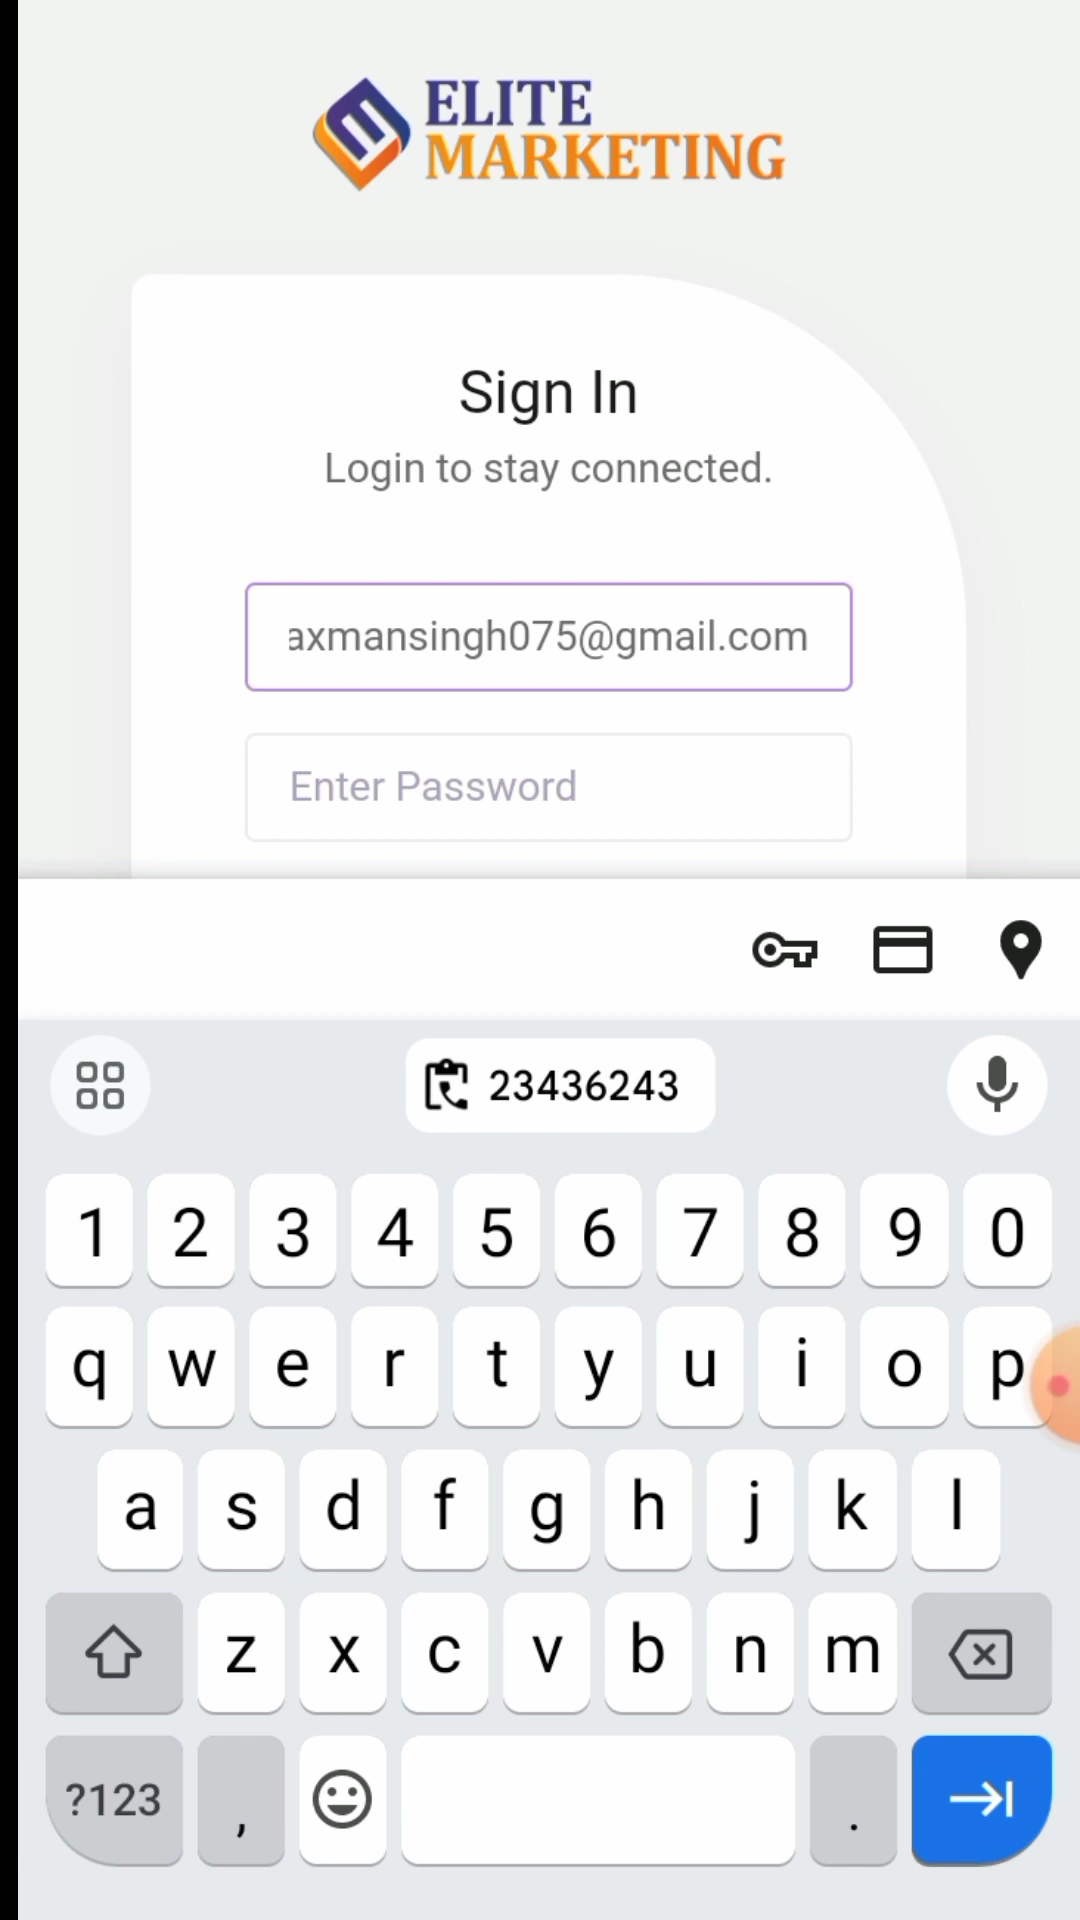 ELITE
MARKETING
Sign In
Login to stay connected.
axmansingh075@gmail.com
Enter Password
23436243
1 2 3 4 5 6 7 8 9 0
q w e r t y u i o p
a s d f g h j k l
z x c v b n m
?123 , .